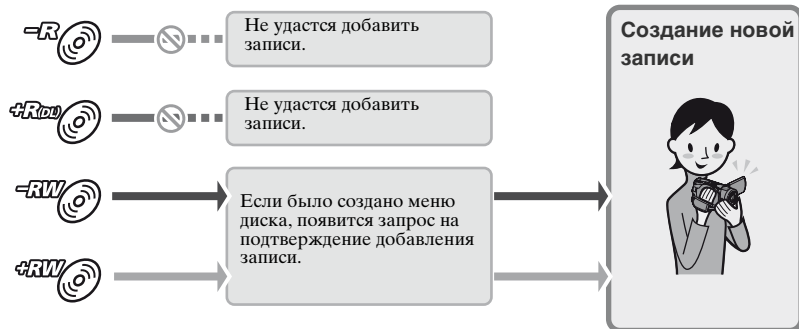 -R
Не удастся добавить
записи.
+R(DL)
Не удастся добавить
записи.
-RW
Если было создано меню
диска, появится запрос на
подтверждение добавления
записи.
+RW
Создание новой
записи